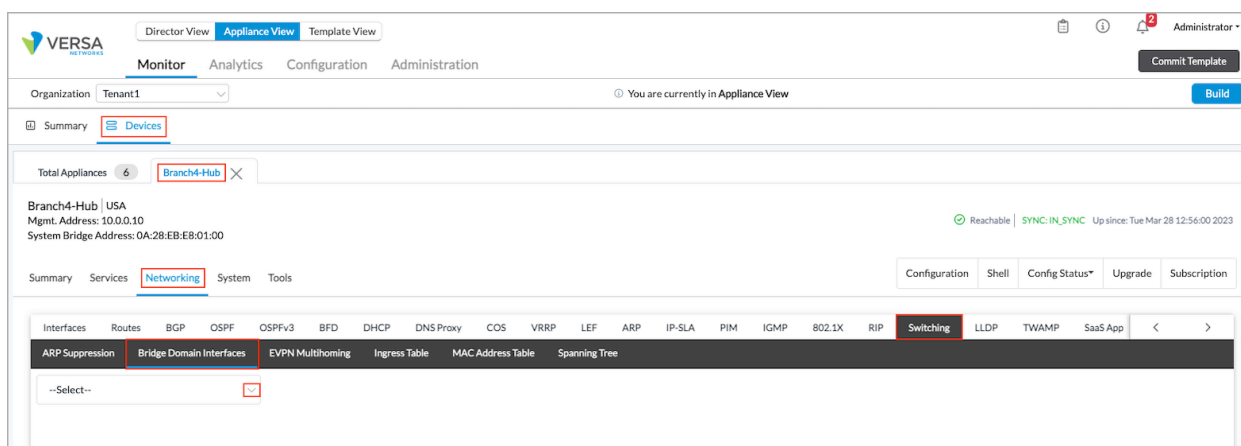 VERSA
NETWORKS
Director View Appliance View Template View
2
Administrator
Monitor Analytics Configuration Administration
Commit Template
Organization Tenant1
You are currently in Appliance View
Build
Summary Devices
Total Appliances 6 Branch4-Hub
Branch4-Hub | USA
Mgmt. Address: 10.0.0.10
System Bridge Address: 0A:28:EB:E8:01:00
Reachable | SYNC: IN_SYNC Up since: Tue Mar 28 12:56:00 2023
Summary Services Networking System Tools
Configuration Shell Config Status Upgrade Subscription
Interfaces Routes BGP OSPF OSPFv3 BFD DHCP DNS Proxy COS VRRP LEF ARP IP-SLA PIM IGMP 802.1X RIP Switching LLDP TWAMP SaaS App
ARP Suppression Bridge Domain Interfaces EVPN Multihoming Ingress Table MAC Address Table Spanning Tree
--Select--